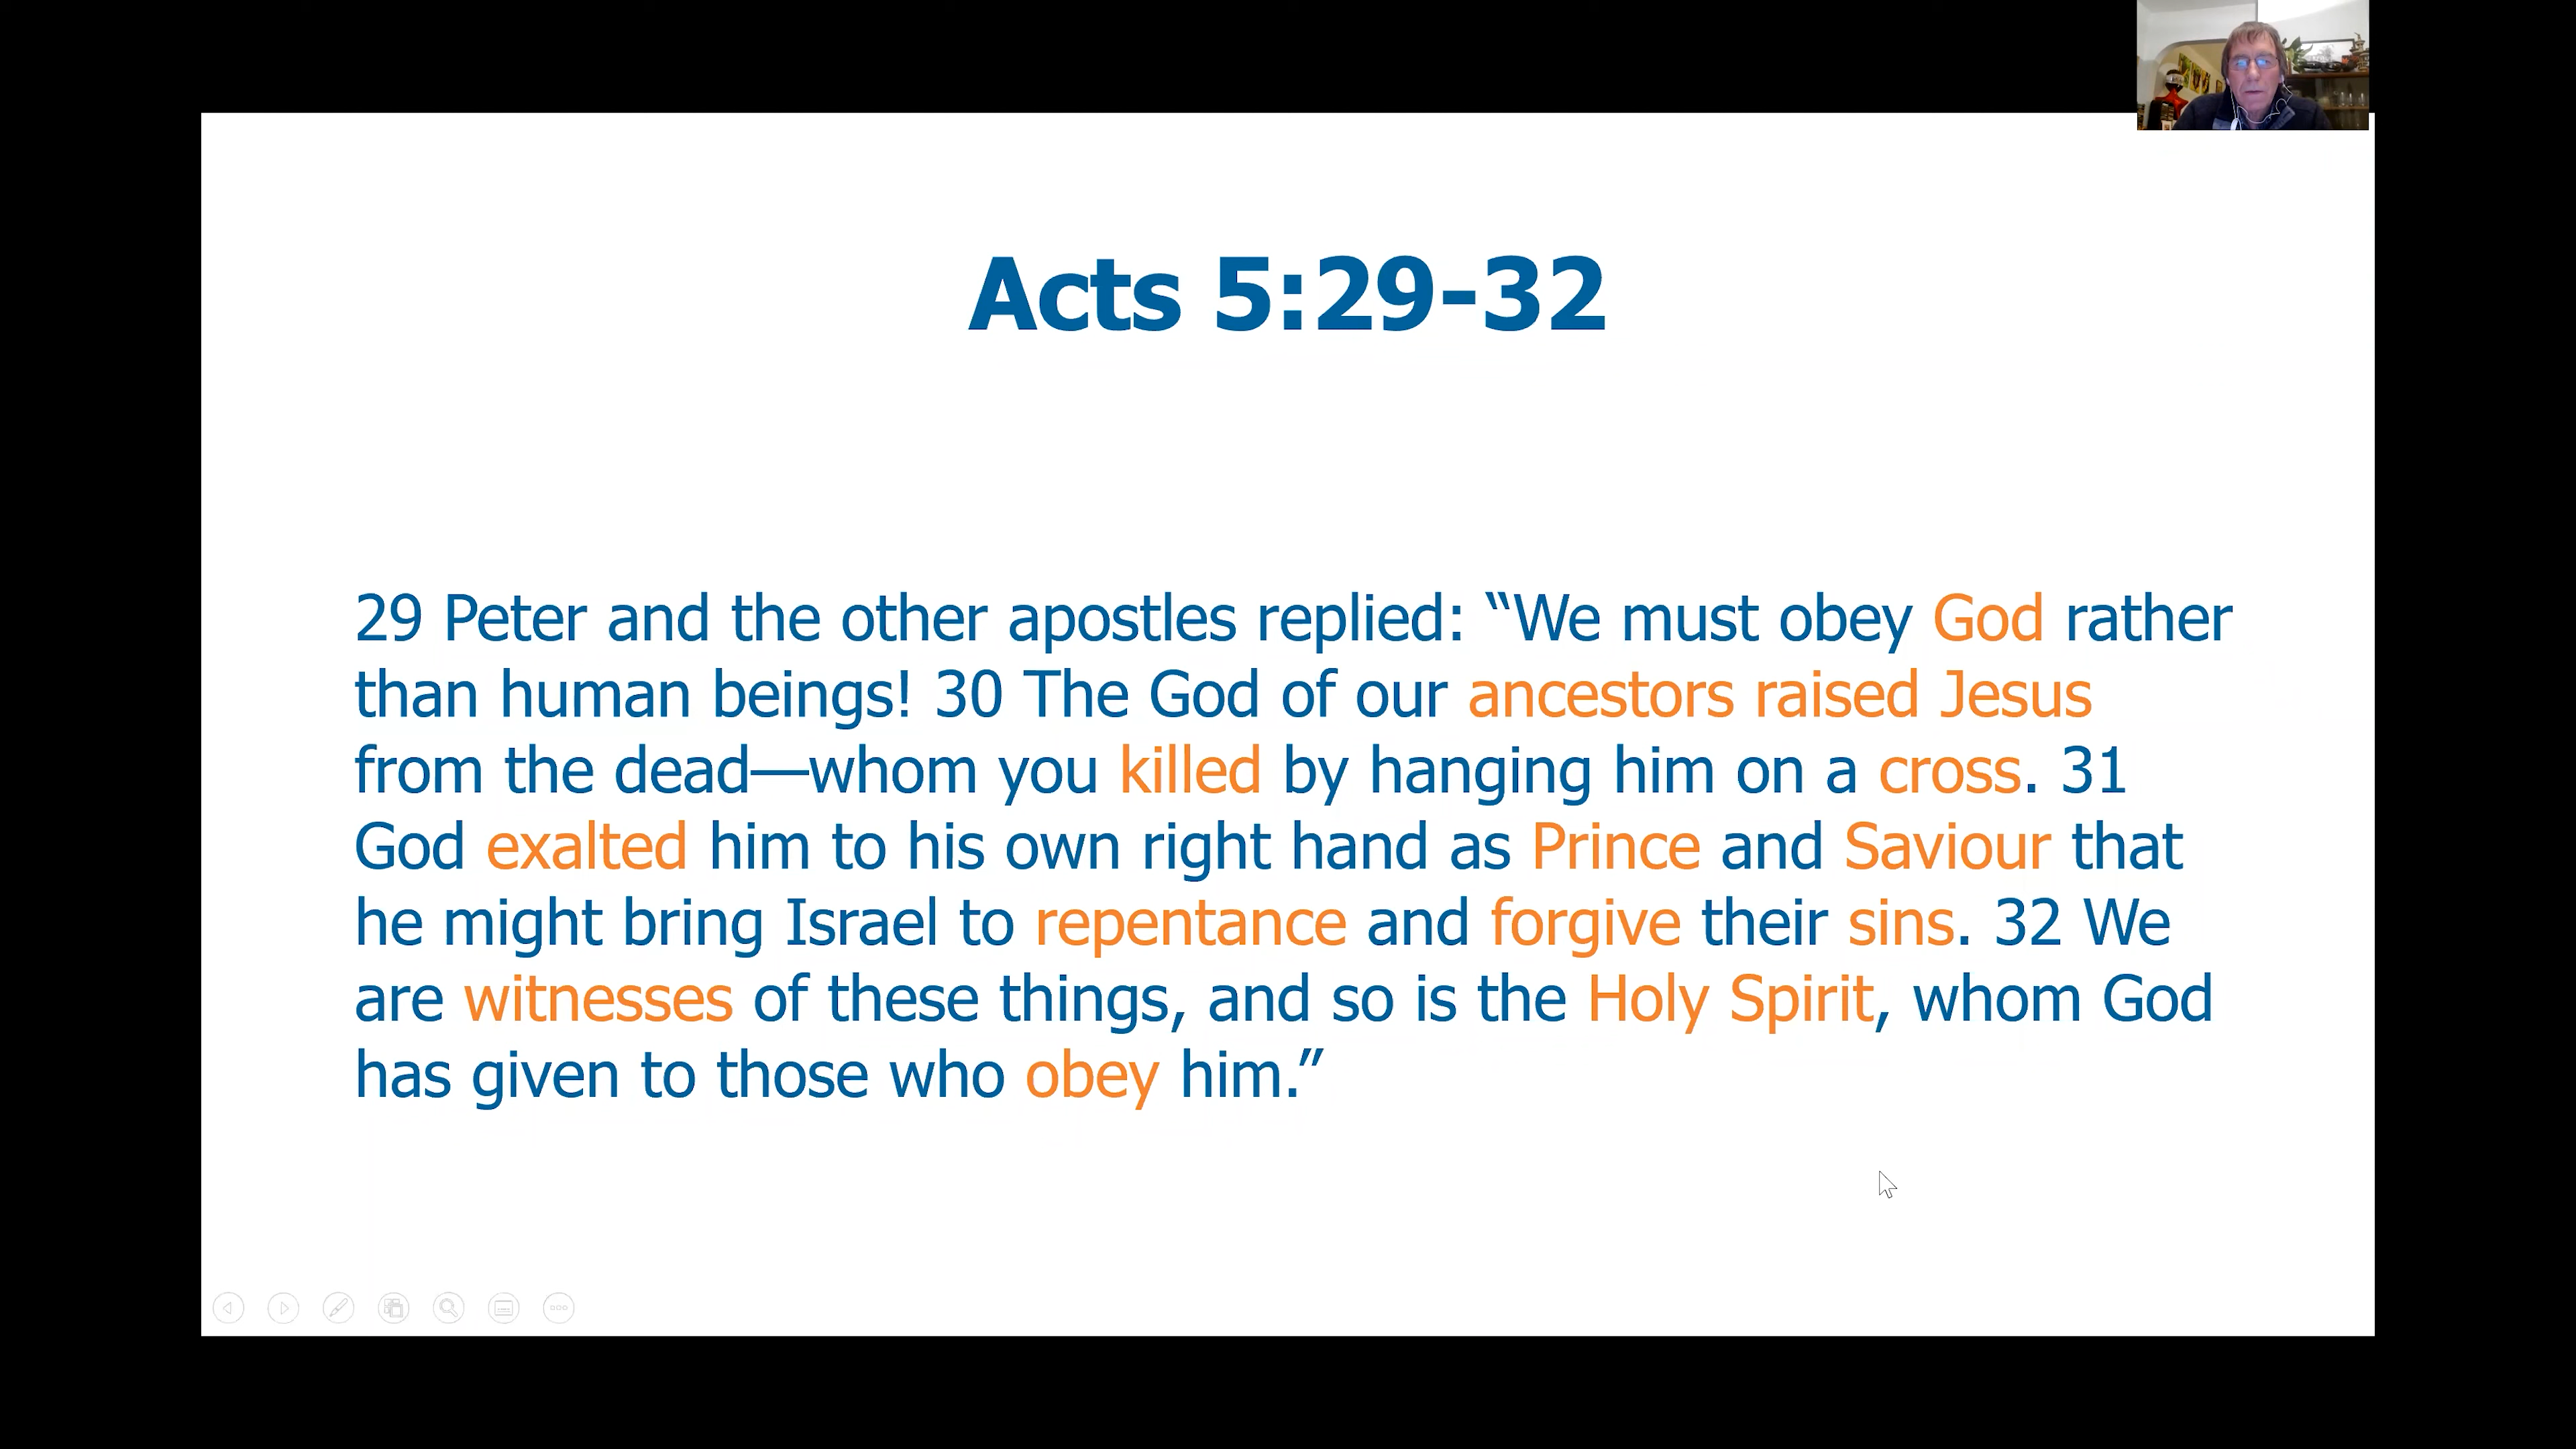 Acts 5:29-32
29 Peter and the other apostles replied: “We must obey God rather
than human beings! 30 The God of our ancestors raised Jesus
from the dead—whom you killed by hanging him on a cross. 31
God exalted him to his own right hand as Prince and Saviour that
he might bring Israel to repentance and forgive their sins. 32 We
are witnesses of these things, and so is the Holy Spirit, whom God
has given to those who obey him.”